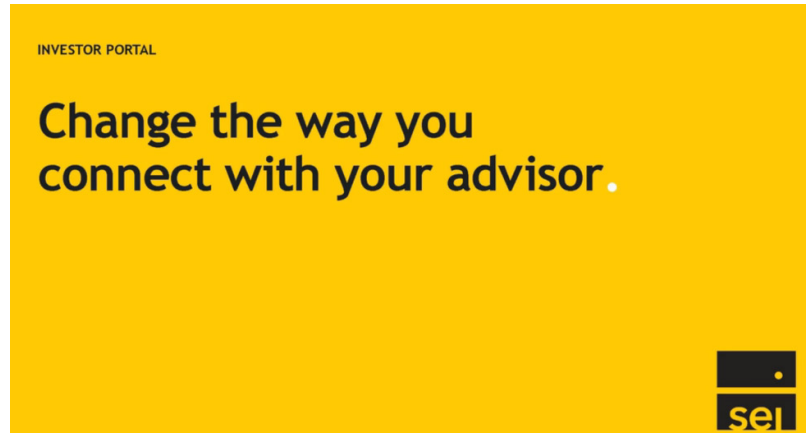 INVESTOR PORTAL
Change the way you
connect with your advisor.
sei